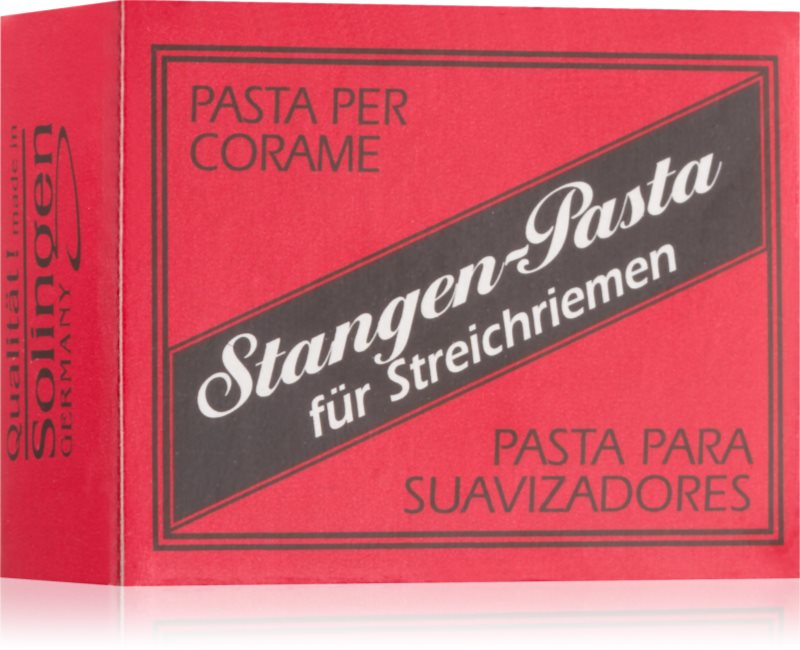 PASTA PER
CORAME
Stangen-Pasta
für Streichriemen
PASTA PARA
SUAVIZADORES
Qualität! made in
Solingen
GERMANY